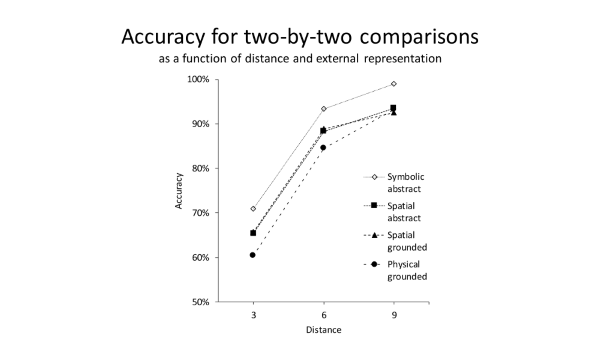 Accuracy for two-by-two comparisons
as a function of distance and external representation
100%
90%
80%
70%
60%
50%
Accuracy
3
6
9
Distance
Symbolic
abstract
Spatial
abstract
Spatial
grounded
Physical
grounded